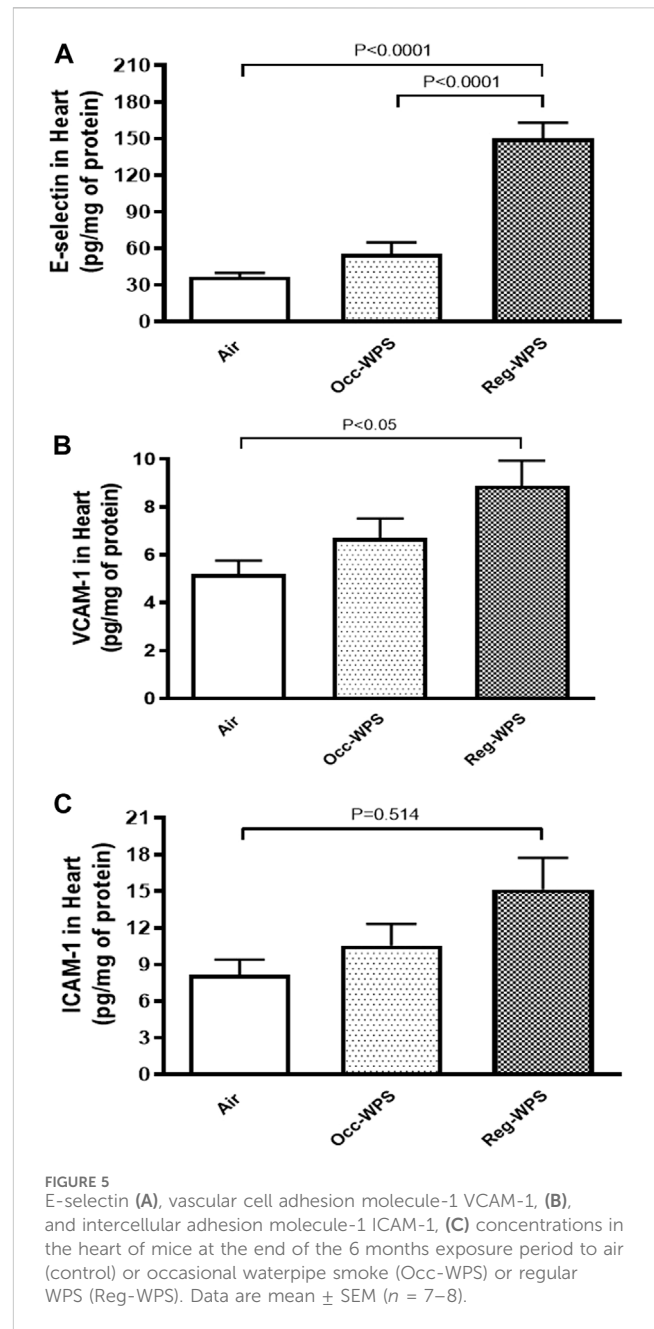 A
P<0.0001
P<0.0001
E-selectin in Heart
(pg/mg of protein)
210
180
150
120
90
60
30
0
Air
Occ-WPS
Reg-WPS
B
P<0.05
VCAM-1 in Heart
(pg/mg of protein)
10
8
6
4
2
0
Air
Occ-WPS
Reg-WPS
C
P=0.514
ICAM-1 in Heart
(pg/mg of protein)
21
18
15
12
9
6
3
0
Air
Occ-WPS
Reg-WPS
FIGURE 5
E-selectin (A), vascular cell adhesion molecule-1 VCAM-1, (B),
and intercellular adhesion molecule-1 ICAM-1, (C) concentrations in
the heart of mice at the end of the 6 months exposure period to air
(control) or occasional waterpipe smoke (Occ-WPS) or regular
WPS (Reg-WPS). Data are mean ± SEM (n = 7–8).